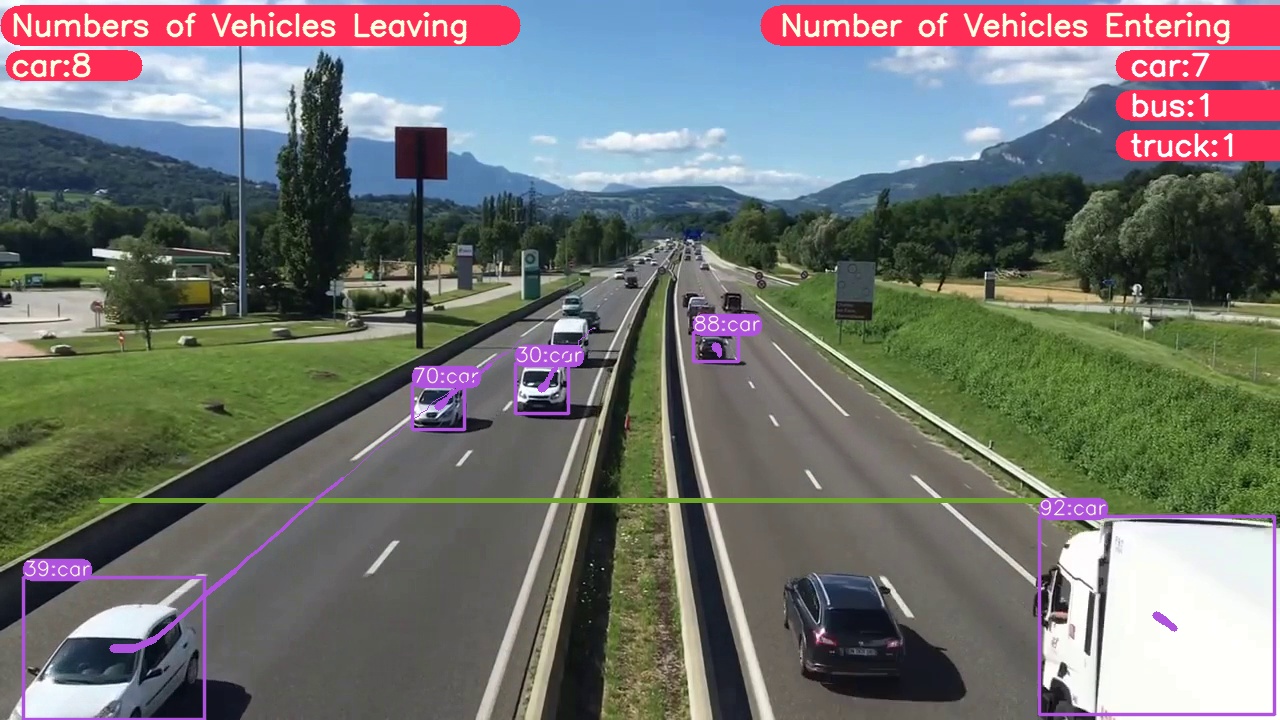 Numbers of Vehicles Leaving
Number of Vehicles Entering
car:8
car:7
bus:1
truck:1
88:car
30:car
70:car
92:car
39:car